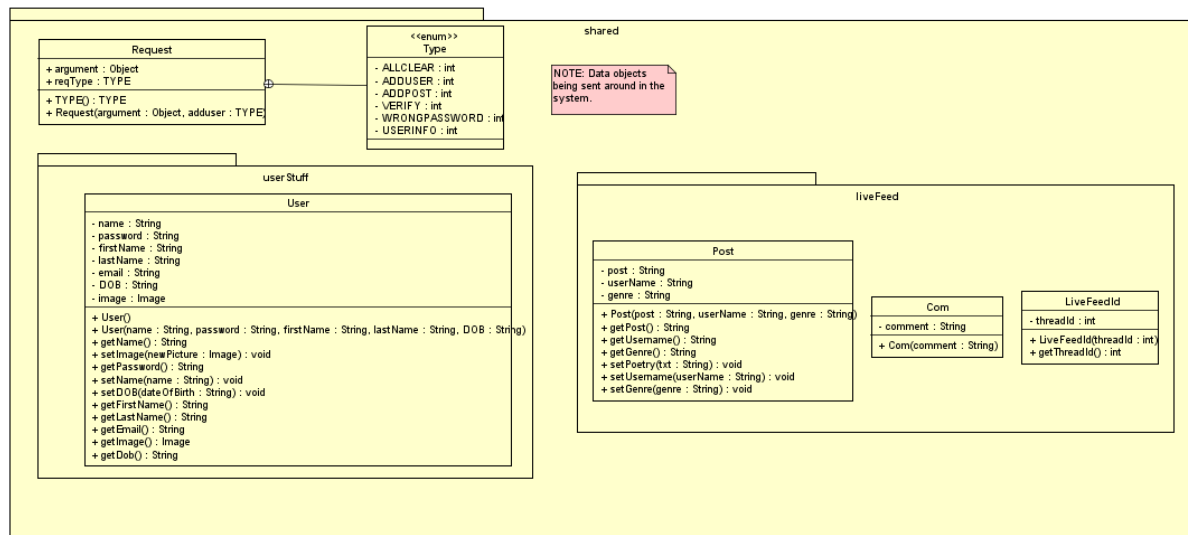 shared
Request
+ argument : Object
+ reqType : TYPE
+ TYPE() : TYPE
+ Request(argument : Object, adduser : TYPE)
<<enum>>
Type
- ALLCLEAR : int
- ADDUSER : int
- ADDPOST : int
- VERIFY : int
- WRONGPASSWORD : int
- USERINFO : int
NOTE: Data objects
being sent around in the
system.
userStuff
User
- name : String
- password : String
- firstName : String
- lastName : String
- email : String
- DOB : String
- image : Image
+ User()
+ User(name : String, password : String, firstName : String, lastName : String, DOB : String)
+ getName() : String
+ setImage(newPicture : Image) : void
+ getPassword() : String
+ setName(name : String) : void
+ setDOB(dateOfBirth : String) : void
+ getFirstName() : String
+ getLastName() : String
+ getEmail() : String
+ getImage() : Image
+ getDob() : String
liveFeed
Post
- post : String
- userName : String
- genre : String
+ Post(post : String, userName : String, genre : String)
+ getPost() : String
+ getUsername() : String
+ getGenre() : String
+ setPoetry(txt : String) : void
+ setUsername(userName : String) : void
+ setGenre(genre : String) : void
Com
- comment : String
+ Com(comment : String)
LiveFeedId
- threadId : int
+ LiveFeedId(threadId : int)
+ getThreadId() : int